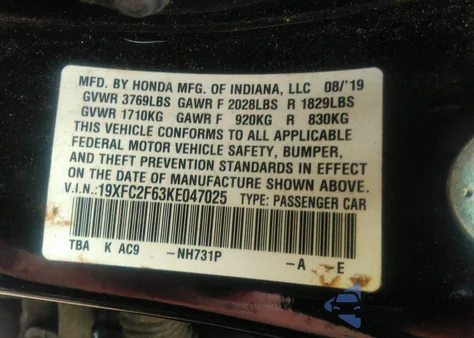 MFD. BY HONDA MFG. OF INDIANA, LLC 08/'19
GVWR 3769LBS GAWR F 2028LBS R 1829LBS
GVWR 1710KG GAWR F 920KG R 830KG
THIS VEHICLE CONFORMS TO ALL APPLICABLE
FEDERAL MOTOR VEHICLE SAFETY, BUMPER,
AND THEFT PREVENTION STANDARDS IN EFFECT
ON THE DATE OF MANUFACTURE SHOWN ABOVE.
V.I.N.:19XFC2F63KE047025 TYPE: PASSENGER CAR
TBA K AC9 -NH731P -A E